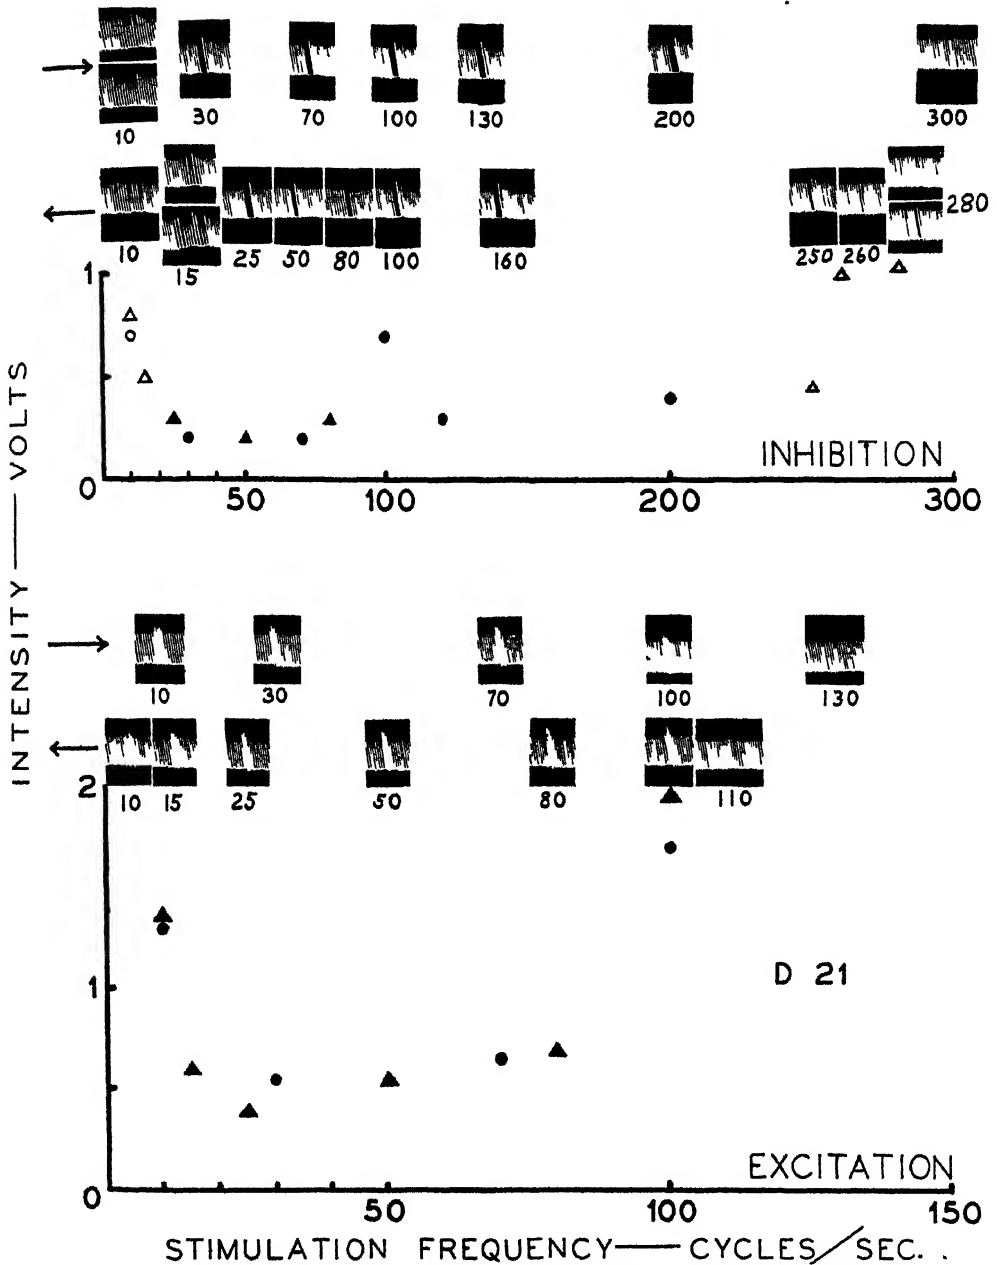 10 30 70 100 130 200 300
10 15 25 50 80 100 160 250 260 280
1
0 50 100 200 300
INHIBITION
INTENSITY — VOLTS
10 30 70 100 130
10 15 25 50 80 100 110
2
1
D 21
EXCITATION
0 50 100 150
STIMULATION FREQUENCY — CYCLES/SEC.